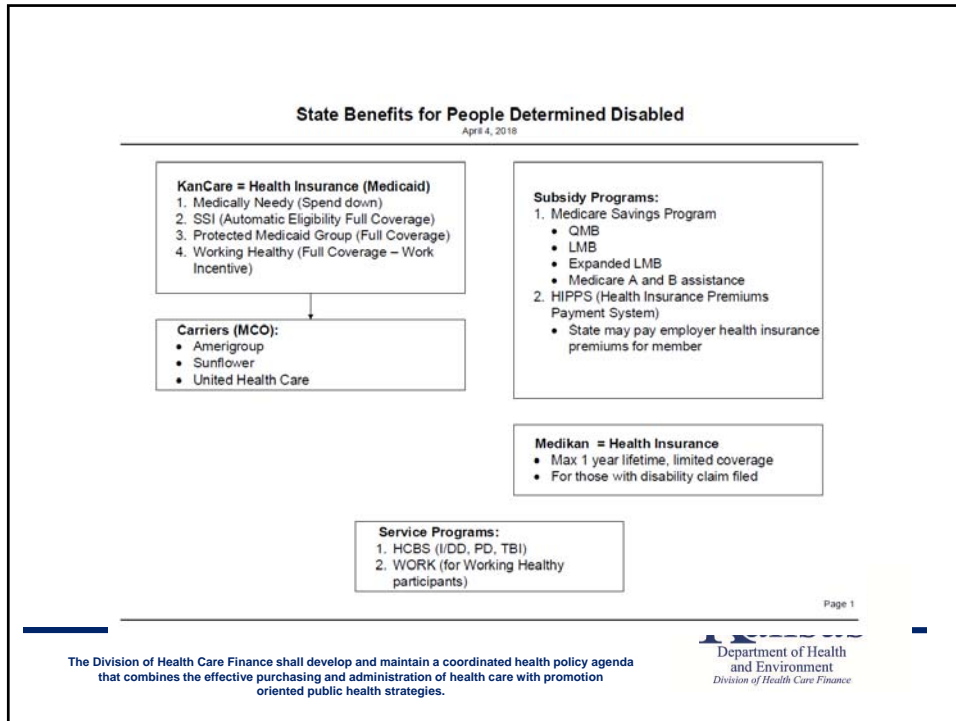 State Benefits for People Determined Disabled
April 4, 2018
KanCare = Health Insurance (Medicaid)
1. Medically Needy (Spend down)
2. SSI (Automatic Eligibility Full Coverage)
3. Protected Medicaid Group (Full Coverage)
4. Working Healthy (Full Coverage – Work
Incentive)
Carriers (MCO):
• Amerigroup
• Sunflower
• United Health Care
Subsidy Programs:
1. Medicare Savings Program
• QMB
• LMB
• Expanded LMB
• Medicare A and B assistance
2. HIPPS (Health Insurance Premiums
Payment System)
• State may pay employer health insurance
premiums for member
Medikan = Health Insurance
• Max 1 year lifetime, limited coverage
• For those with disability claim filed
Service Programs:
1. HCBS (I/DD, PD, TBI)
2. WORK (for Working Healthy
participants)
Page 1
The Division of Health Care Finance shall develop and maintain a coordinated health policy agenda
that combines the effective purchasing and administration of health care with promotion
oriented public health strategies.
Department of Health
and Environment
Division of Health Care Finance